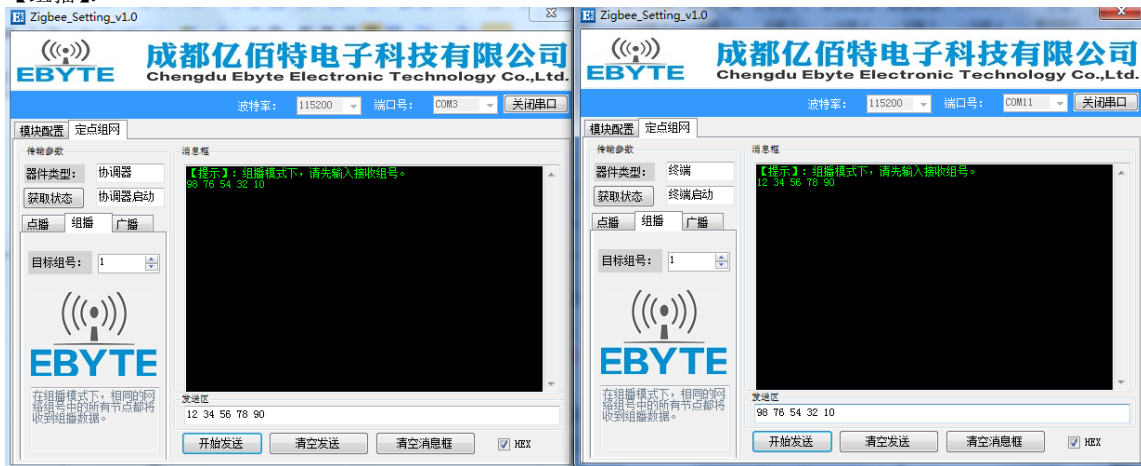 【组播】:
Zigbee_Setting_v1.0
EBYTE
成都亿佰特电子科技有限公司
Chengdu Ebyte Electronic Technology Co.,Ltd.
波特率： 115200 端口号： COM3 关闭串口
模块配置 定点组网
传输参数
器件类型： 协调器
获取状态 协调器启动
点播 组播 广播
目标组号： 1
EBYTE
在组播模式下，相同的网
络组号中的所有节点都将
收到组播数据。
消息框
【提示】：组播模式下，请先输入接收组号。
98 76 54 32 10
发送区
12 34 56 78 90
开始发送 清空发送 清空消息框 HEX
Zigbee_Setting_v1.0
EBYTE
成都亿佰特电子科技有限公司
Chengdu Ebyte Electronic Technology Co.,Ltd.
波特率： 115200 端口号： COM11 关闭串口
模块配置 定点组网
传输参数
器件类型： 终端
获取状态 终端启动
点播 组播 广播
目标组号： 1
EBYTE
在组播模式下，相同的网
络组号中的所有节点都将
收到组播数据。
消息框
【提示】：组播模式下，请先输入接收组号。
12 34 56 78 90
发送区
98 76 54 32 10
开始发送 清空发送 清空消息框 HEX